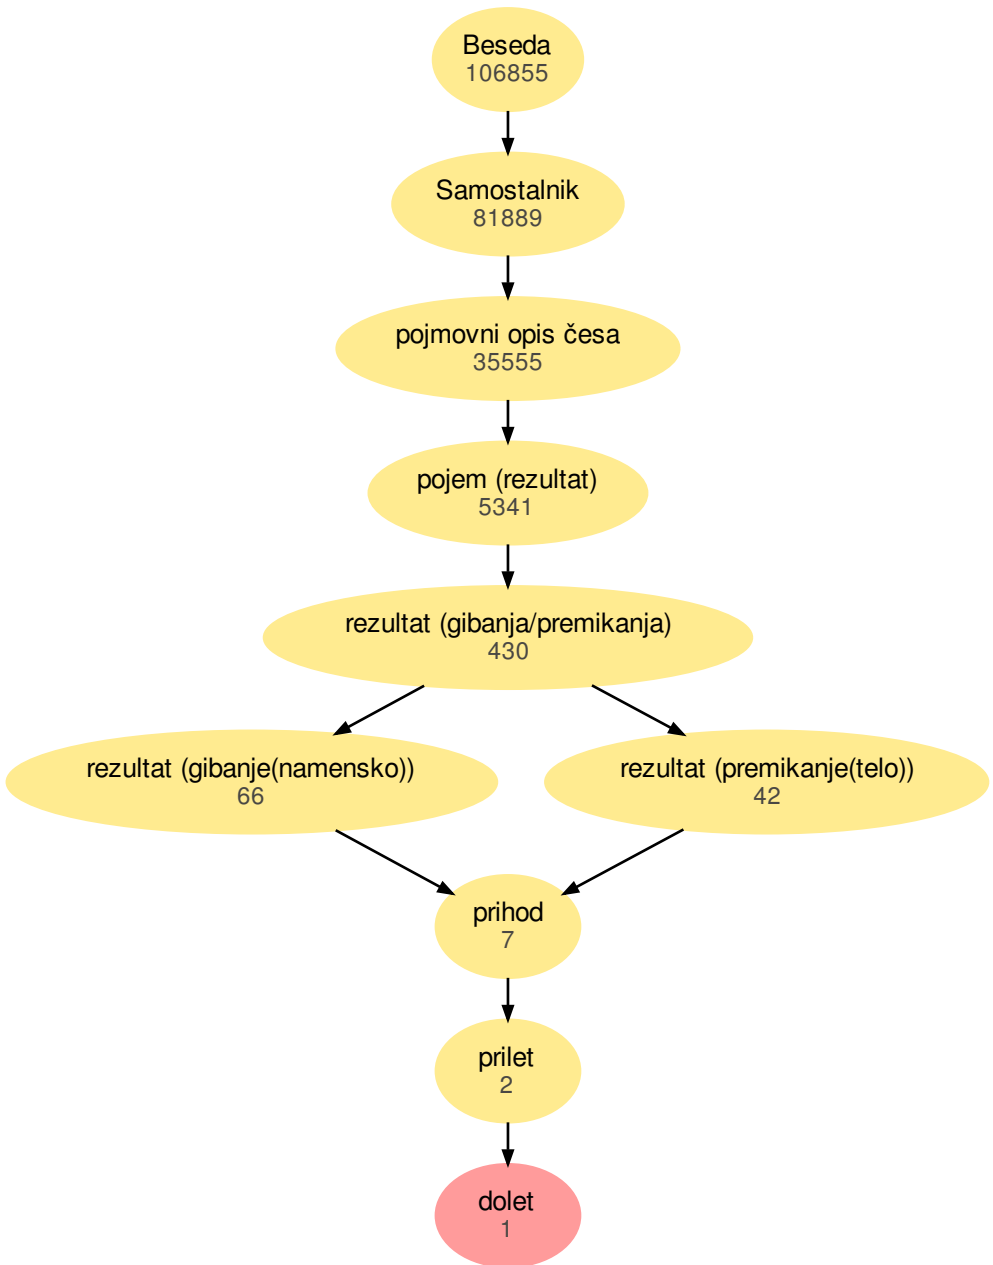 Beseda
106855
Samostalnik
81889
pojmovni opis česa
35555
pojem (rezultat)
5341
rezultat (gibanja/premikanja)
430
rezultat (gibanje(namensko))
66
rezultat (premikanje(telo))
42
prihod
7
prilet
2
dolet
1